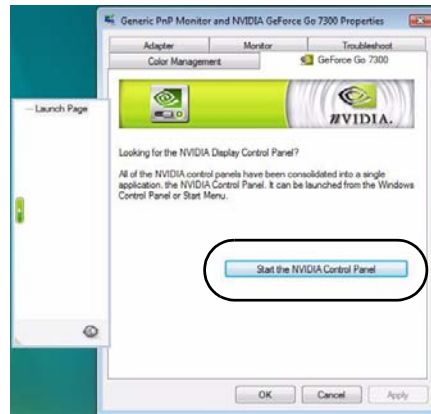 Generic PnP Monitor and NVIDIA GeForce Go 7300 Properties
Adapter Monitor Troubleshoot
Color Management GeForce Go 7300
Launch Page
NVIDIA.
Looking for the NVIDIA Display Control Panel?
All of the NVIDIA control panels have been consolidated into a single
application, the NVIDIA Control Panel. It can be launched from the Windows
Control Panel or Start Menu.
Start the NVIDIA Control Panel
OK Cancel Apply